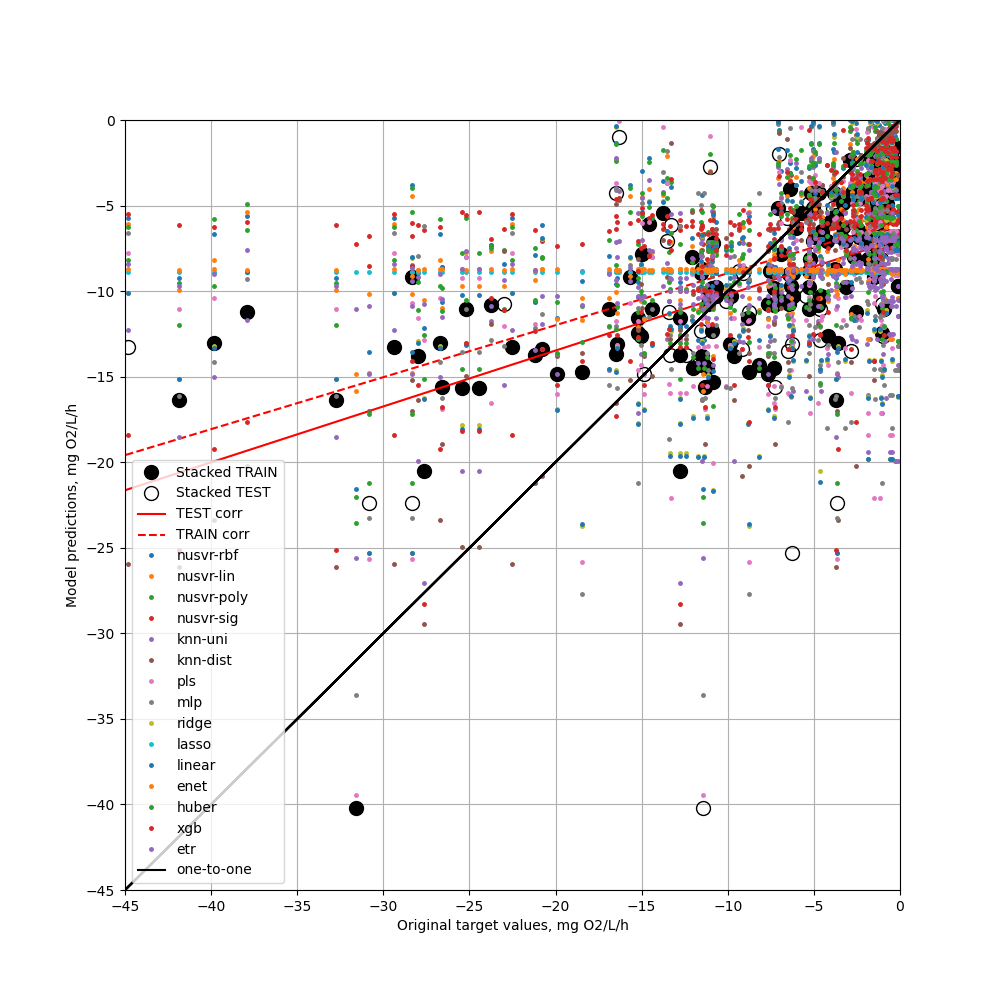 0
−5
−10
−15
−20
−25
−30
−35
−40
−45
Model predictions, mg O2/L/h
Stacked TRAIN
Stacked TEST
TEST corr
TRAIN corr
nusvr-rbf
nusvr-lin
nusvr-poly
nusvr-sig
knn-uni
knn-dist
pls
mlp
ridge
lasso
linear
enet
huber
xgb
etr
one-to-one
−45 −40 −35 −30 −25 −20 −15 −10 −5 0
Original target values, mg O2/L/h